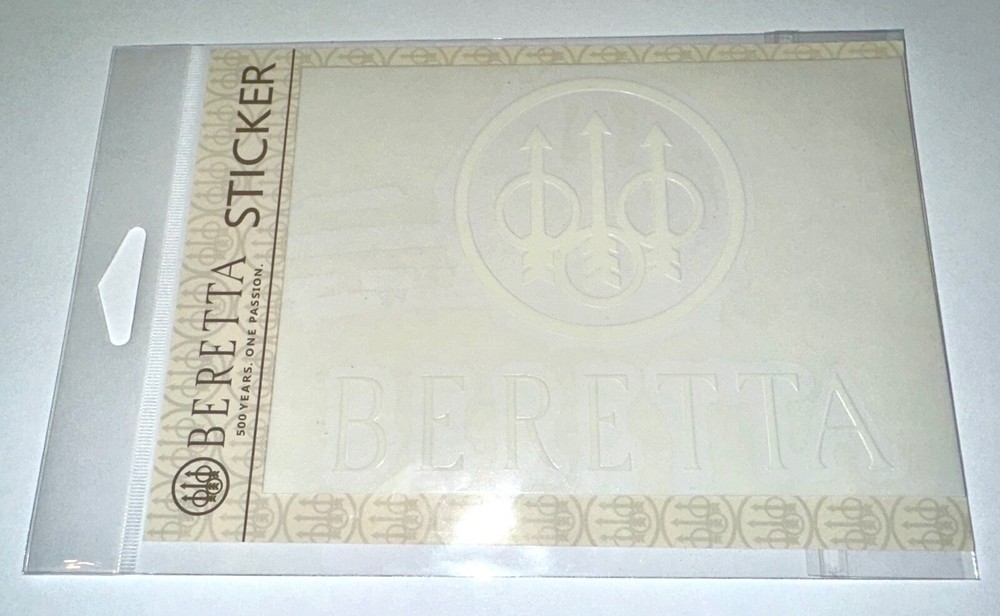 BERETTA STICKER
500 YEARS. ONE PASSION.
BERETTA